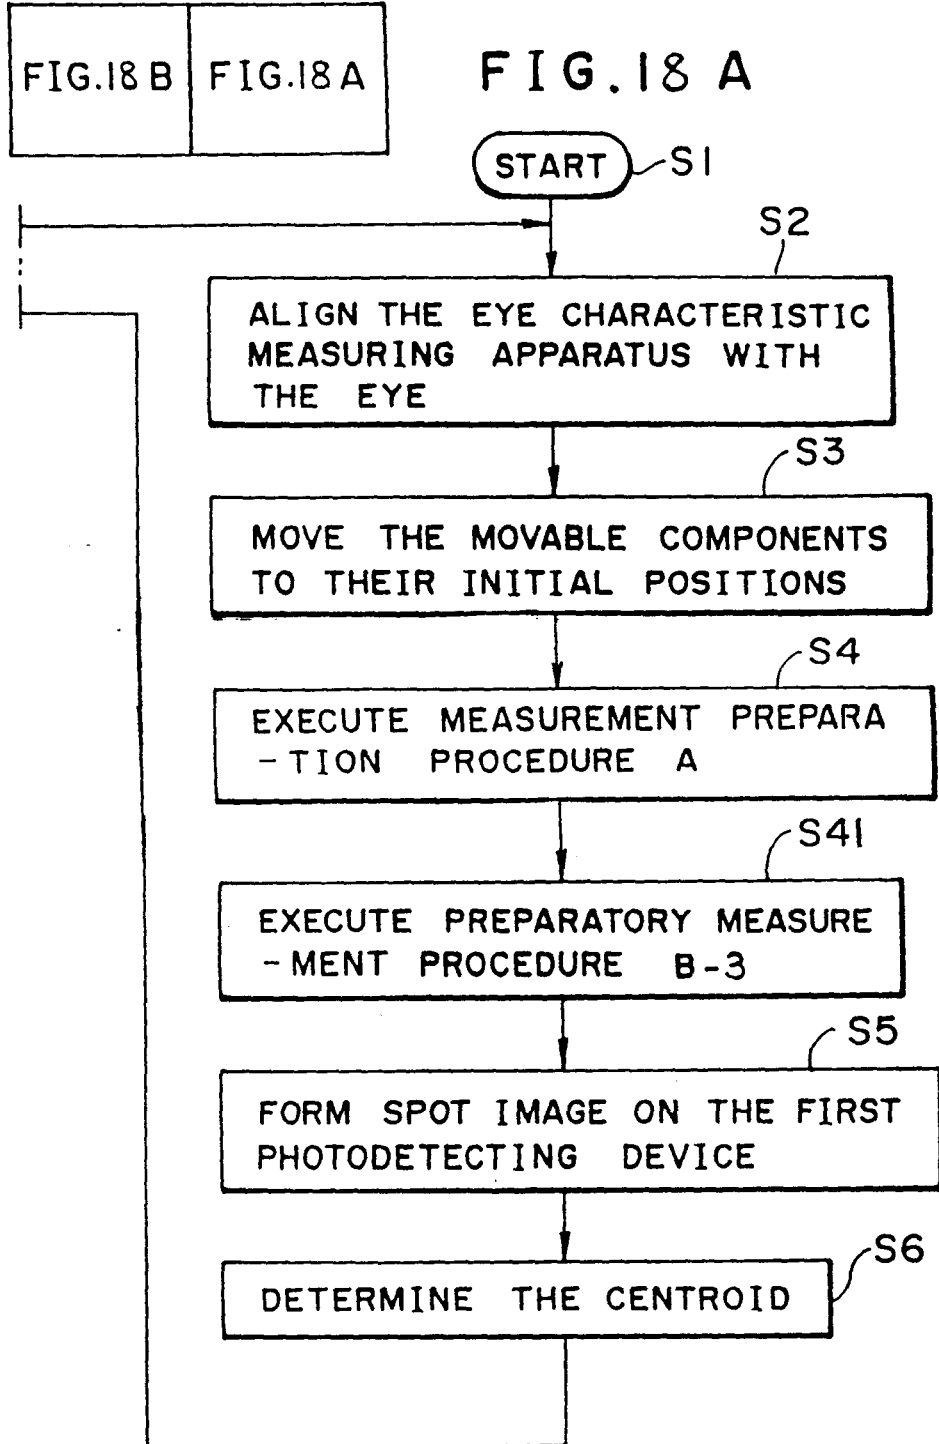 FIG.18 B FIG.18 A
FIG.18 A
START S1
S2
ALIGN THE EYE CHARACTERISTIC
MEASURING APPARATUS WITH
THE EYE
S3
MOVE THE MOVABLE COMPONENTS
TO THEIR INITIAL POSITIONS
S4
EXECUTE MEASUREMENT PREPARA
-TION PROCEDURE A
S41
EXECUTE PREPARATORY MEASURE
-MENT PROCEDURE B-3
S5
FORM SPOT IMAGE ON THE FIRST
PHOTODETECTING DEVICE
S6
DETERMINE THE CENTROID